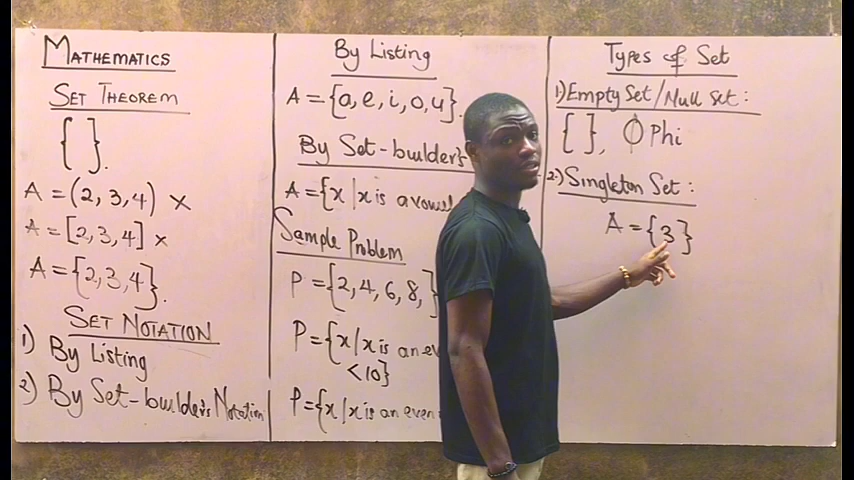 MATHEMATICS
SET THEOREM
{ }.
A = (2, 3, 4) ×
A = [2, 3, 4] ×
A = {2, 3, 4}.
SET NOTATION
1) By Listing
2) By Set-builder's Notation
By Listing
A = {a, e, i, o, u}.
By Set-builder
A = {x | x is a vowel
Sample Problem
P = {2, 4, 6, 8, }
P = {x | x is an ev
<10}
P = {x | x is an even
Types of Set
1) Empty Set / Null Set:
{ }, ∅ Phi
2.) Singleton Set:
A = {3}